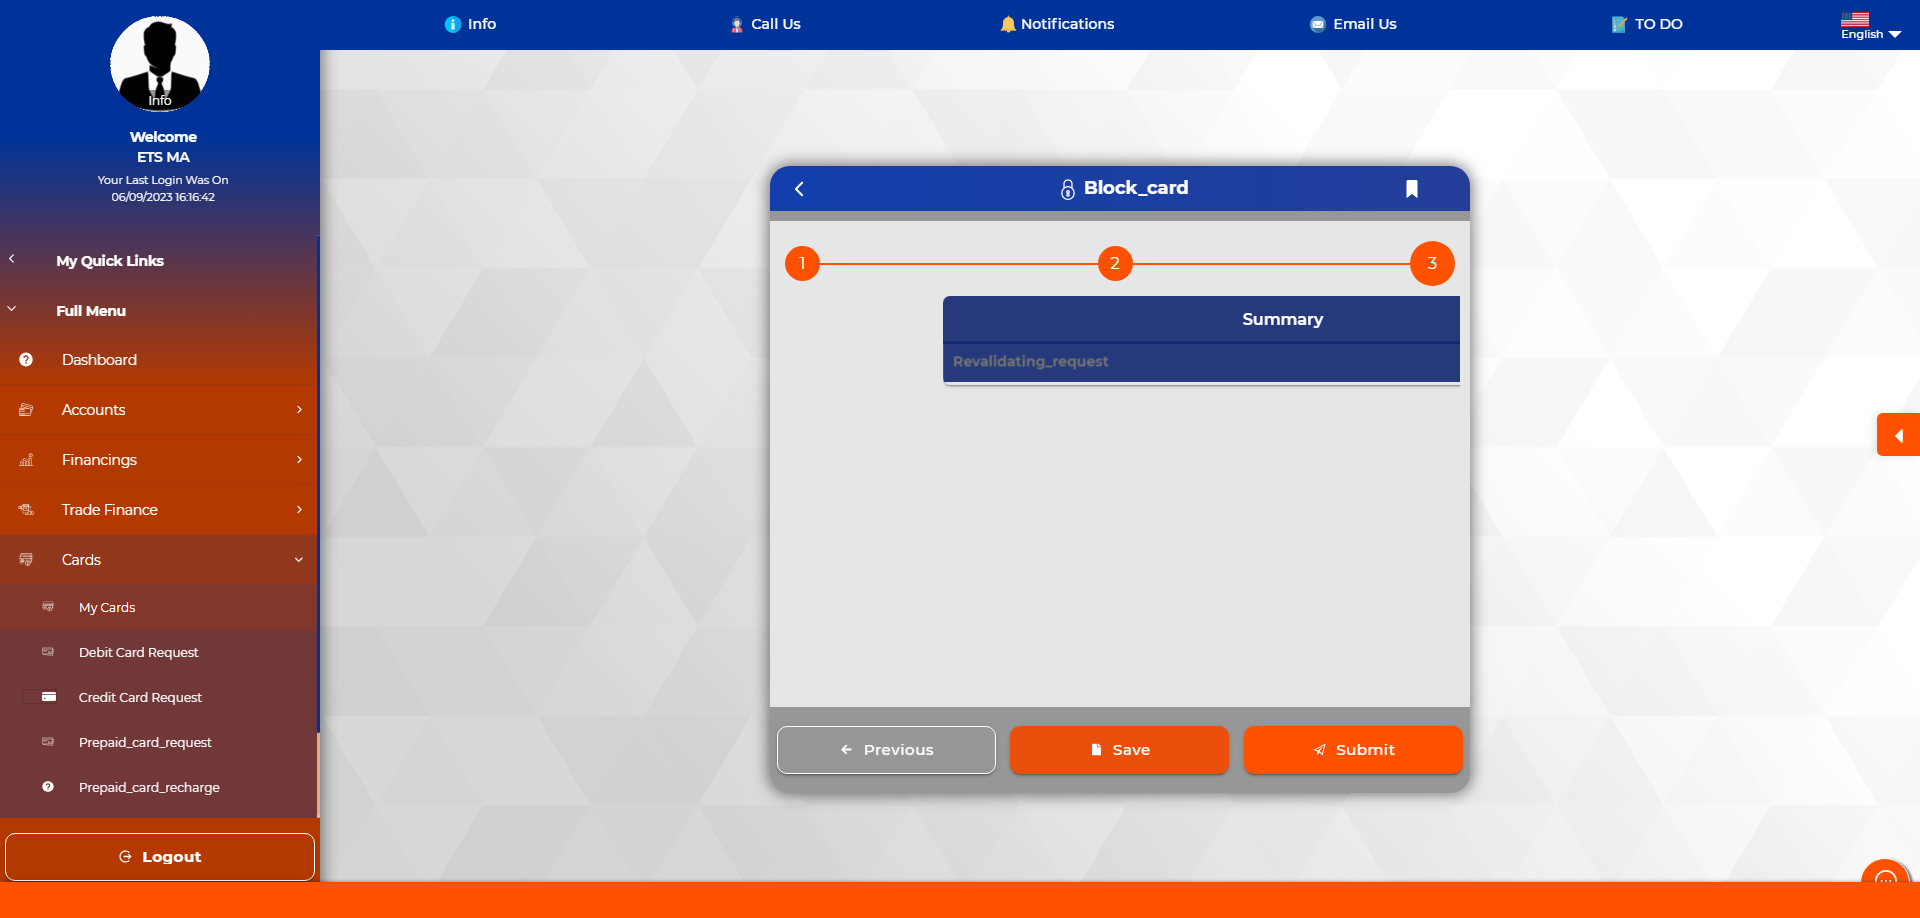 Info
Call Us
Notifications
Email Us
TO DO
English
Info
Welcome
ETS MA
Your Last Login Was On
06/09/2023 16:16:42
My Quick Links
Full Menu
Dashboard
Accounts
Financings
Trade Finance
Cards
My Cards
Debit Card Request
Credit Card Request
Prepaid_card_request
Prepaid_card_recharge
Logout
Block_card
1
2
3
Summary
Revalidating_request
Previous
Save
Submit